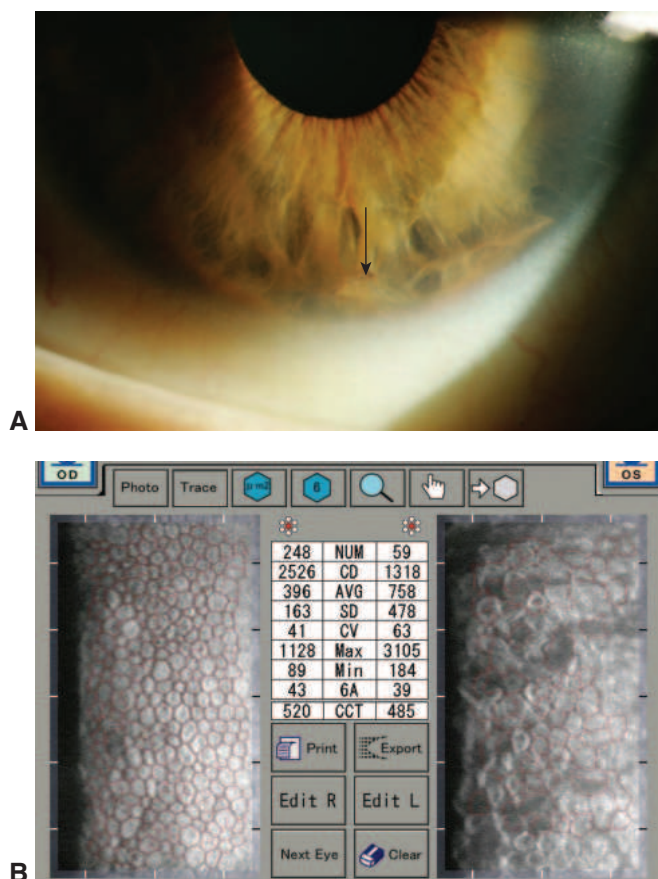 A
OD
OS
Photo
Trace
µm2
6
248 NUM 59
2526 CD 1318
396 AVG 758
163 SD 478
41 CV 63
1128 Max 3105
89 Min 184
43 6A 39
520 CCT 485
Print
Export
Edit R
Edit L
Next Eye
Clear
B